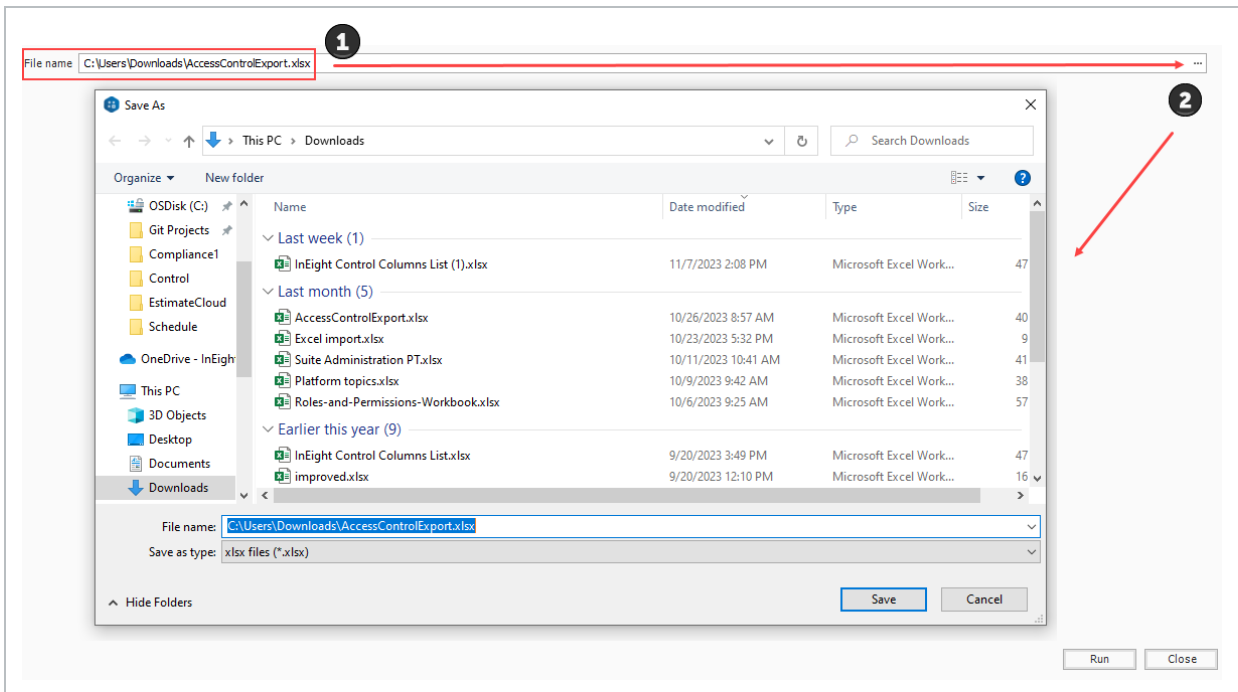 1
File name C:\Users\Downloads\AccessControlExport.xlsx ...
2
Save As
This PC > Downloads
Search Downloads
Organize New folder
OSDisk (C:)
Git Projects
Compliance1
Control
EstimateCloud
Schedule
OneDrive - InEigh
This PC
3D Objects
Desktop
Documents
Downloads
Name Date modified Type Size
Last week (1)
InEight Control Columns List (1).xlsx 11/7/2023 2:08 PM Microsoft Excel Work... 47
Last month (5)
AccessControlExport.xlsx 10/26/2023 8:57 AM Microsoft Excel Work... 40
Excel import.xlsx 10/23/2023 5:32 PM Microsoft Excel Work... 9
Suite Administration PT.xlsx 10/11/2023 10:41 AM Microsoft Excel Work... 41
Platform topics.xlsx 10/9/2023 9:42 AM Microsoft Excel Work... 38
Roles-and-Permissions-Workbook.xlsx 10/6/2023 9:25 AM Microsoft Excel Work... 57
Earlier this year (9)
InEight Control Columns List.xlsx 9/20/2023 3:49 PM Microsoft Excel Work... 47
improved.xlsx 9/20/2023 12:10 PM Microsoft Excel Work... 16
File name: C:\Users\Downloads\AccessControlExport.xlsx
Save as type: xlsx files (*.xlsx)
Hide Folders
Save Cancel
Run Close